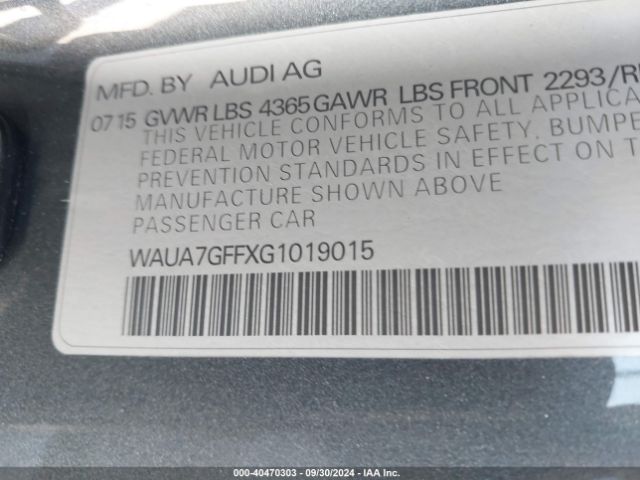 MFD. BY AUDI AG
07 15 GVWR LBS 4365 GAWR LBS FRONT 2293/
THIS VEHICLE CONFORMS TO ALL
FEDERAL MOTOR VEHICLE SAFETY.
PREVENTION STANDARDS IN EFFECT ON
MANUFACTURE SHOWN ABOVE
PASSENGER CAR
WAUA7GFFXG1019015
000-40470303 - 09/30/2024 - IAA Inc.